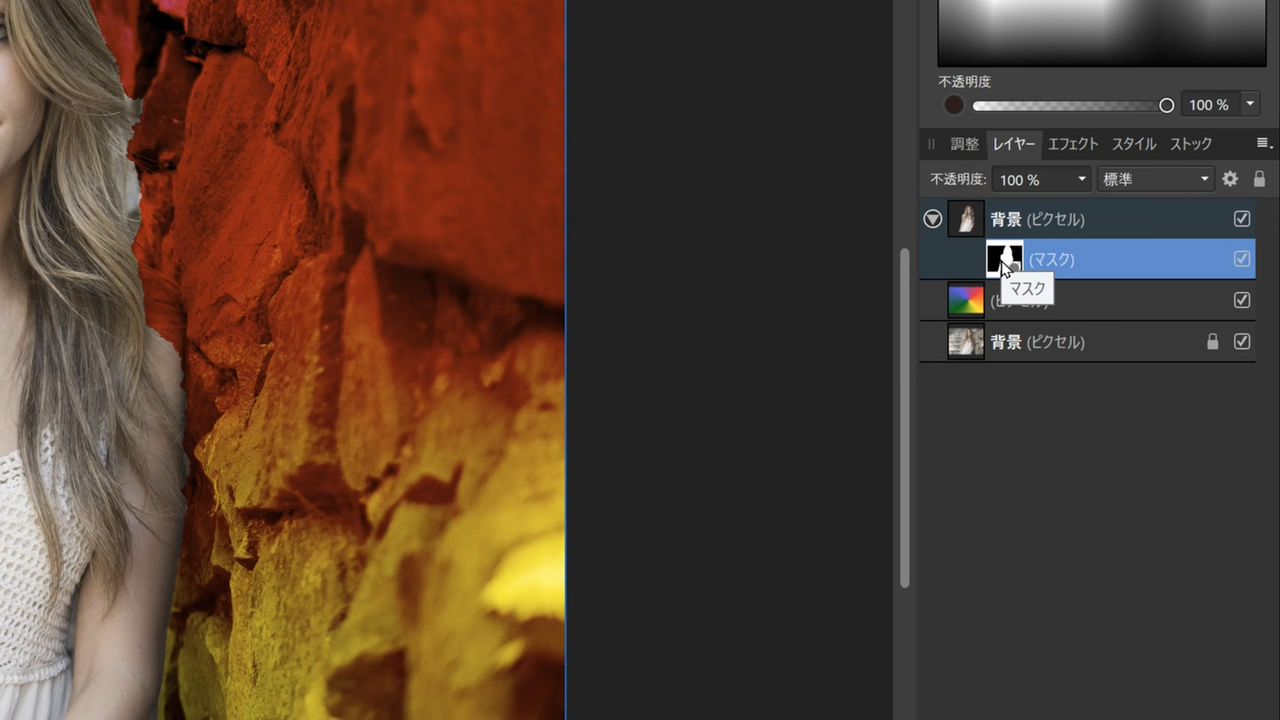 不透明度
100 %
調整 レイヤー エフェクト スタイル ストック
不透明度: 100 % 標準
背景 (ピクセル)
(マスク)
マスク
背景 (ピクセル)